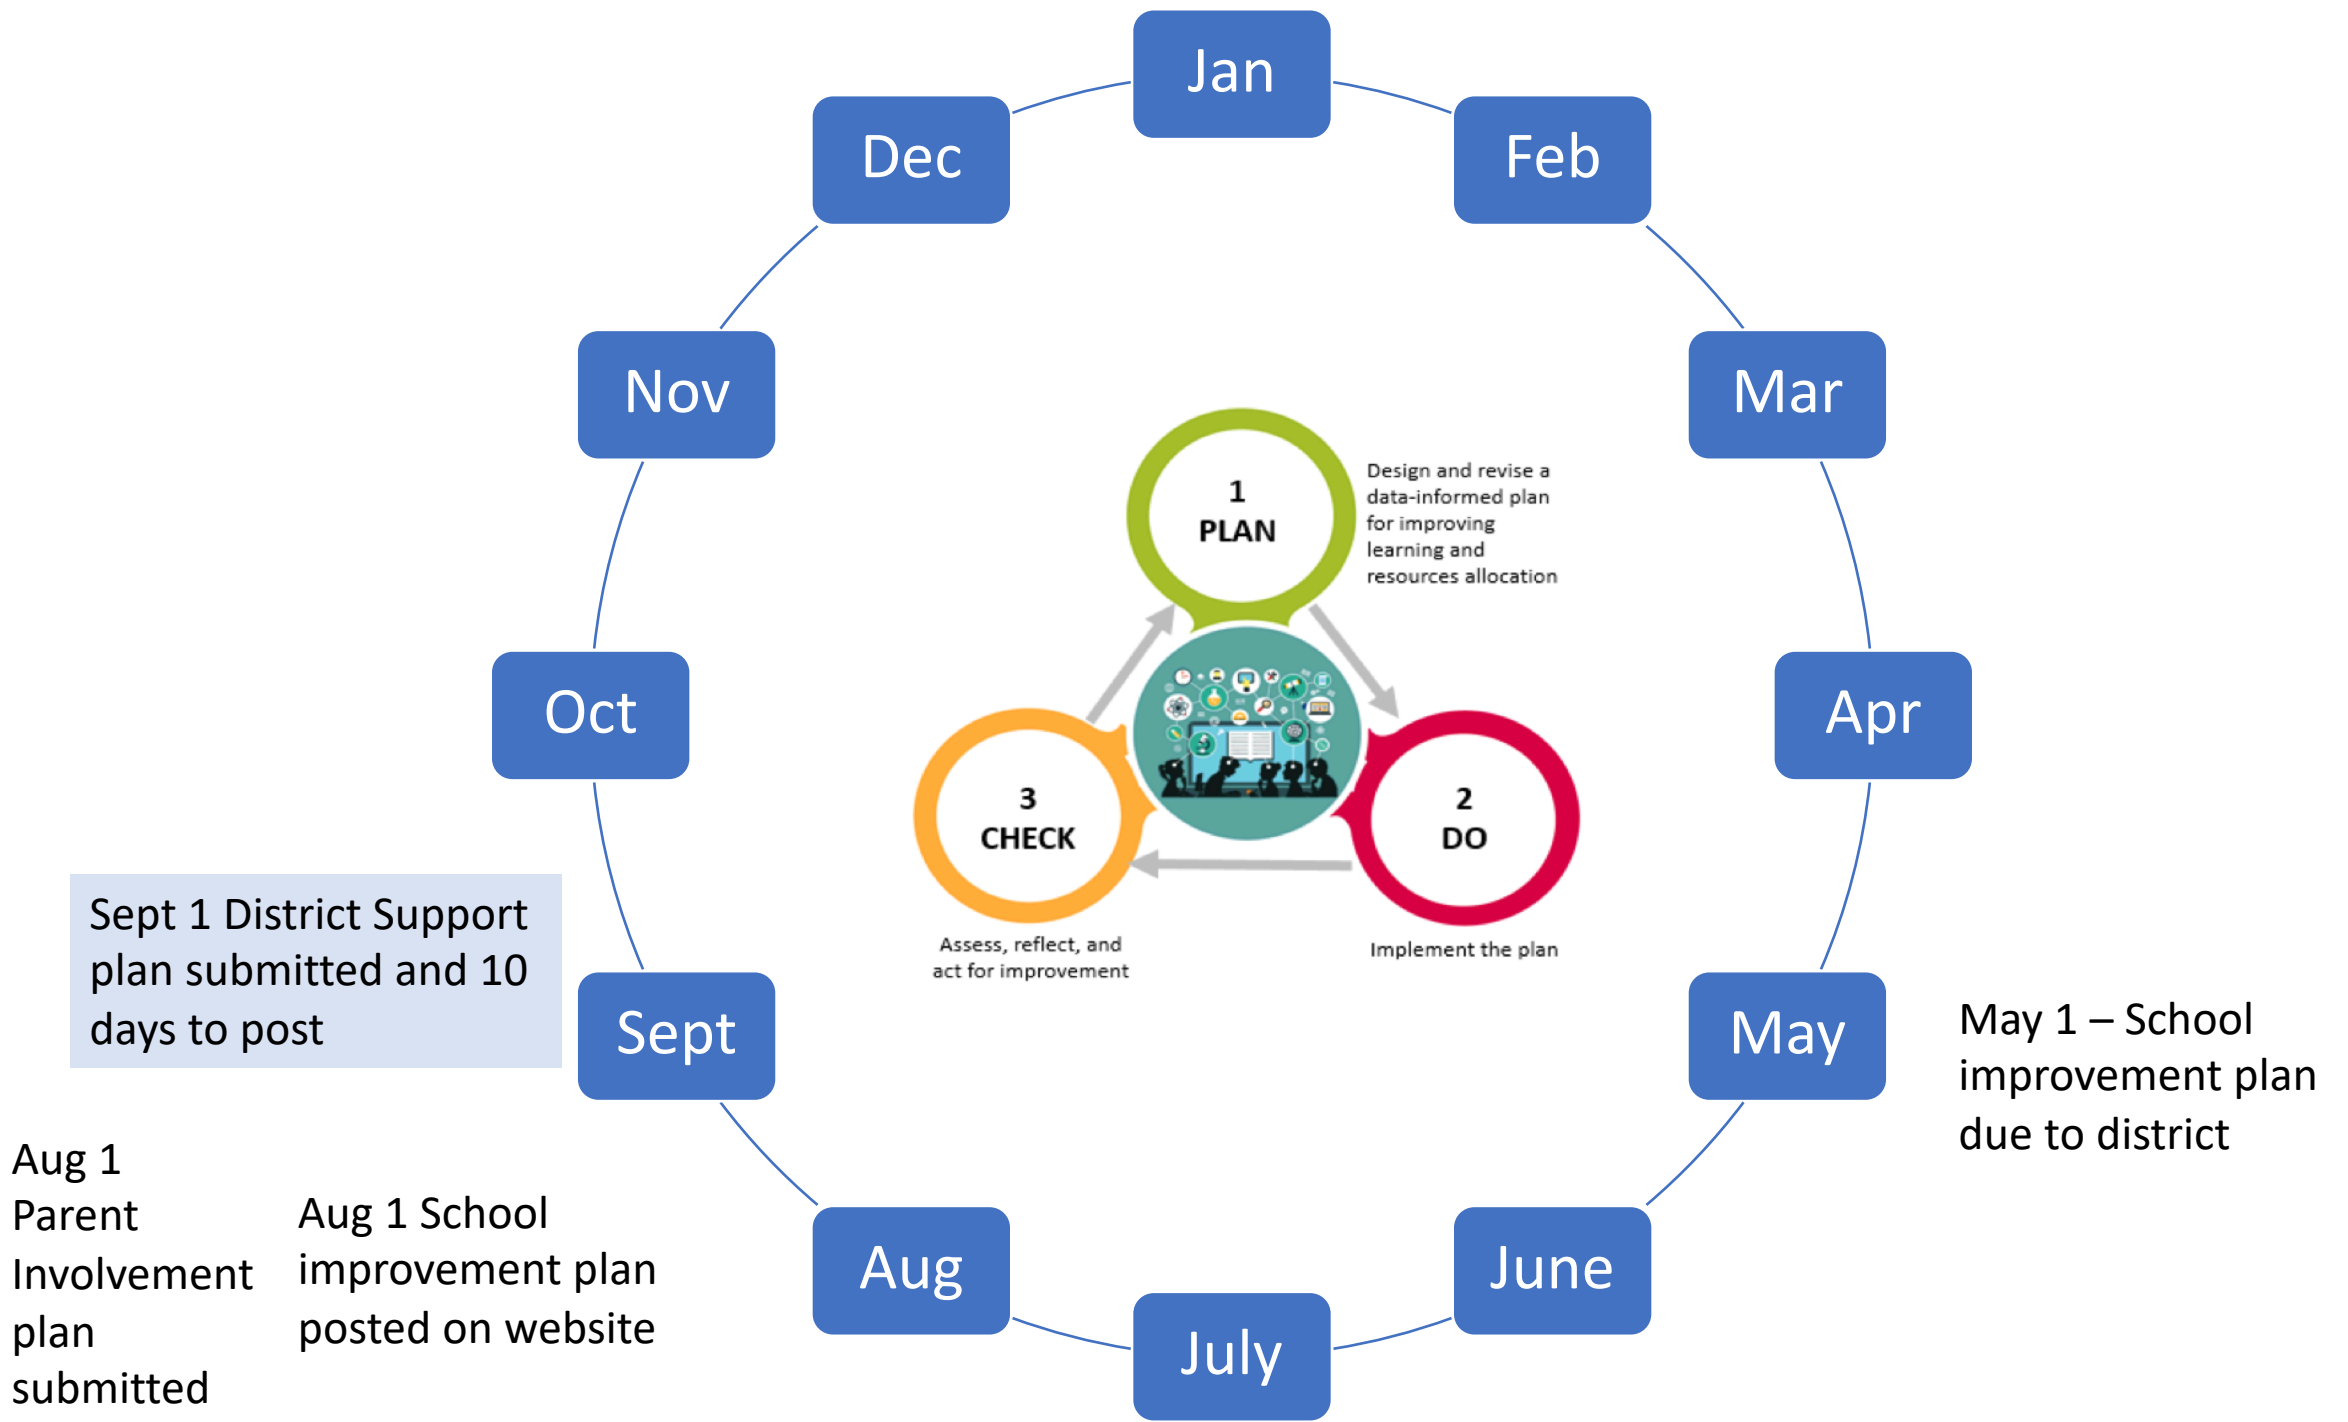 Jan
Feb
Mar
Apr
May
June
July
Aug
Sept
Oct
Nov
Dec
1
PLAN
Design and revise a
data-informed plan
for improving
learning and
resources allocation
2
DO
Implement the plan
3
CHECK
Assess, reflect, and
act for improvement
May 1 – School
improvement plan
due to district
Sept 1 District Support
plan submitted and 10
days to post
Aug 1
Parent
Involvement
plan
submitted
Aug 1 School
improvement plan
posted on website